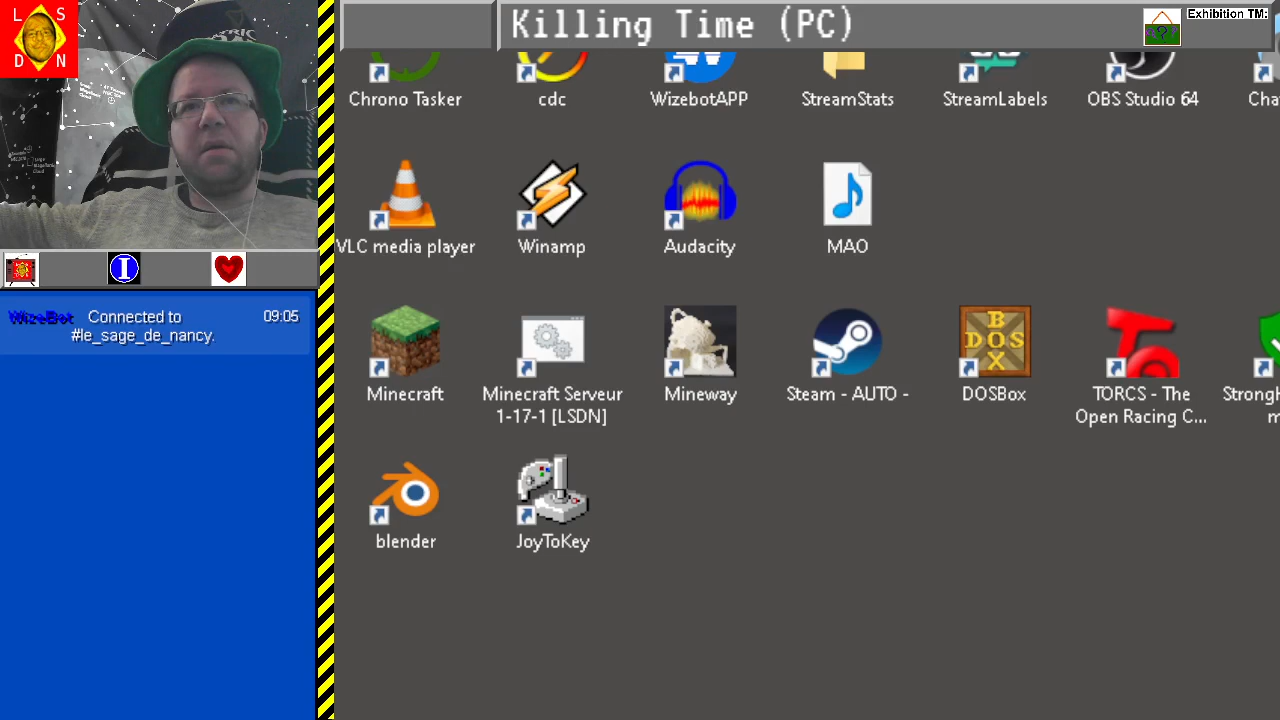 L S
D N
Killing Time (PC)
Exhibition TM:
Chrono Tasker
cdc
WizebotAPP
StreamStats
StreamLabels
OBS Studio 64
VLC media player
Winamp
Audacity
MAO
WizeBot
Connected to
09:05
#le_sage_de_nancy.
Minecraft
Minecraft Serveur
1-17-1 [LSDN]
Mineway
Steam - AUTO -
DOSBox
TORCS - The
Open Racing C...
blender
JoyToKey